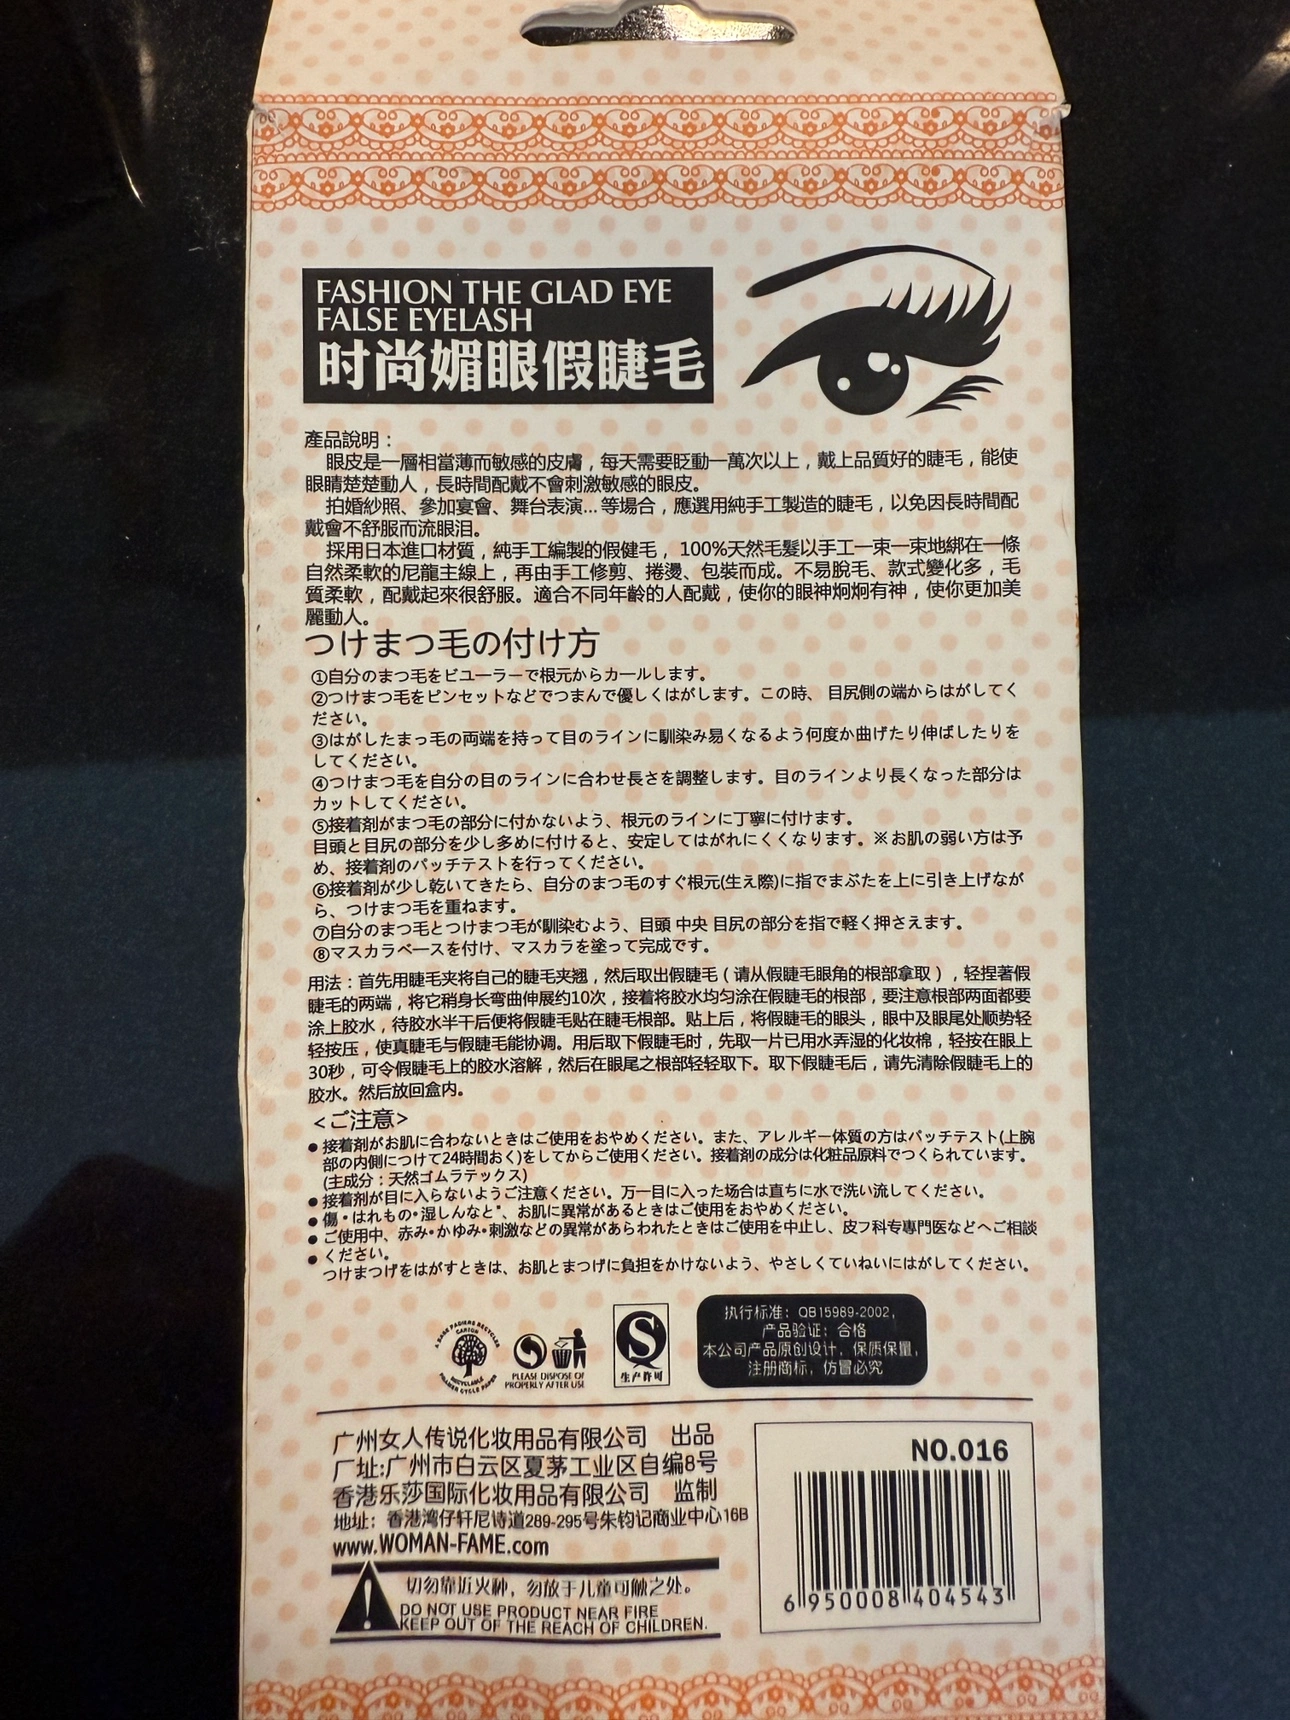 FASHION THE GLAD EYE
FALSE EYELASH
时尚媚眼假睫毛
產品說明：
眼皮是一層相當薄而敏感的皮膚，每天需要眨動一萬次以上，戴上品質好的睫毛，能使
眼睛楚楚動人，長時間配戴不會刺激敏感的眼皮。
拍婚紗照、參加宴會、舞台表演...等場合，應選用純手工製造的睫毛，以免因長時間配
戴會不舒服而流眼泪。
採用日本進口材質，純手工編製的假健毛， 100%天然毛髮以手工一束一束地綁在一條
自然柔軟的尼龍主線上，再由手工修剪、捲燙、包裝而成。不易脫毛、款式變化多，毛
質柔軟，配戴起來很舒服。適合不同年齡的人配戴，使你的眼神炯炯有神，使你更加美
麗動人。
つけまつ毛の付け方
①自分のまつ毛をビユーラーで根元からカールします。
②つけまつ毛をピンセットなどでつまんで優しくはがします。この時、 目尻側の端からはがしてく
ださい。
③はがしたまっ毛の両端を持って目のラインに馴染み易くなるよう何度か曲げたり伸ばしたりを
してください。
④つけまつ毛を自分の目のラインに合わせ長さを調整します。目のラインより長くなった部分は
カットしてください。
⑤接着剤がまつ毛の部分に付かないよう、根元のラインに丁寧に付けます。
目頭と目尻の部分を少し多めに付けると、安定してはがれにくくなります。※お肌の弱い方は予
め、接着剤のパッチテストを行ってください。
⑥接着剤が少し乾いてきたら、自分のまつ毛のすぐ根元(生え際)に指でまぶたを上に引き上げなが
ら、つけまつ毛を重ねます。
⑦自分のまつ毛とつけまつ毛が馴染むよう、目頭 中央 目尻の部分を指で軽く押さえます。
⑧マスカラベースを付け、マスカラを塗って完成です。
用法：首先用睫毛夹将自己的睫毛夹翘，然后取出假睫毛（请从假睫毛眼角的根部拿取），轻捏著假
睫毛的两端，将它稍身长弯曲伸展约10次，接着将胶水均匀涂在假睫毛的根部，要注意根部两面都要
涂上胶水，待胶水半干后便将假睫毛贴在睫毛根部。贴上后，将假睫毛的眼头，眼中及眼尾处顺势轻
轻按压，使真睫毛与假睫毛能协调。用后取下假睫毛时，先取一片已用水弄湿的化妆棉，轻按在眼上
30秒，可令假睫毛上的胶水溶解，然后在眼尾之根部轻轻取下。取下假睫毛后，请先清除假睫毛上的
胶水。然后放回盒内。
<ご注意>
●接着剤がお肌に合わないときはご使用をおやめください。また、アレルギー体質の方はパッチテスト(上腕
部の内側につけて24時間おく)をしてからご使用ください。接着剤の成分は化粧品原料でつくられています。
(主成分：天然ゴムラテックス)
●接着剤が目に入らないようご注意ください。万一目に入った場合は直ちに水で洗い流してください。
●傷・はれもの・湿しんなど"、お肌に異常があるときはご使用をおやめください。
●ご使用中、赤み・かゆみ・刺激などの異常があらわれたときはご使用を中止し、皮フ科专專門医などへご相談
●ください。
つけまつげをはがすときは、お肌とまつげに負担をかけないよう、やさしくていねいにはがしてください。
PLEASE DISPOSE OF
PROPERLY AFTER USE
生产许可
执行标准：QB15989-2002，
产品验证：合格
本公司产品原创设计，保质保量，
注册商标，仿冒必究
广州女人传说化妆用品有限公司 出品
厂址:广州市白云区夏茅工业区自编8号
香港乐莎国际化妆用品有限公司 监制
地址：香港湾仔轩尼诗道289-295号朱钧记商业中心16B
www.WOMAN-FAME.com
切勿靠近火种，勿放于儿童可触之处。
DO NOT USE PRODUCT NEAR FIRE
KEEP OUT OF THE REACH OF CHILDREN.
NO.016
6 950008 404543